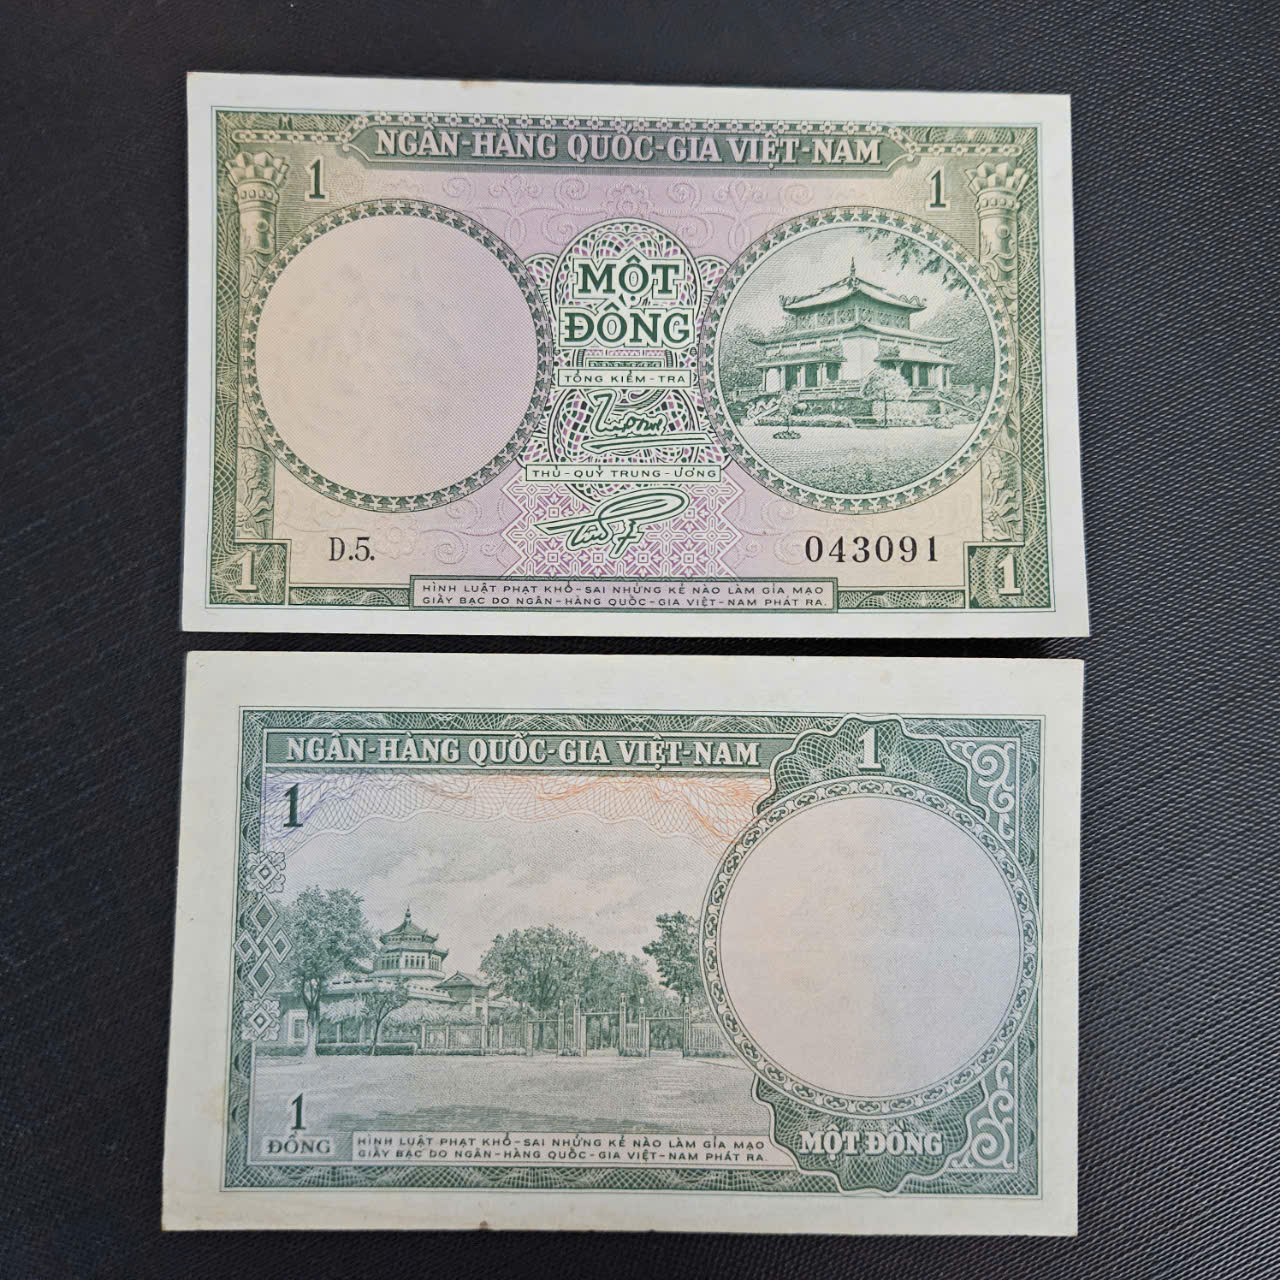 NGÂN-HÀNG QUỐC-GIA VIỆT-NAM
1
1
MỘT
ĐỒNG
TỔNG KIỂM-TRA
THỦ-QUỸ TRUNG-ƯƠNG
D.5.
043091
1
1
HÌNH LUẬT PHẠT KHỔ-SAI NHỮNG KẺ NÀO LÀM GIẢ MẠO
GIẤY BẠC DO NGÂN-HÀNG QUỐC-GIA VIỆT-NAM PHÁT RA.
NGÂN-HÀNG QUỐC-GIA VIỆT-NAM
1
1
1
ĐỒNG
HÌNH LUẬT PHẠT KHỔ-SAI NHỮNG KẺ NÀO LÀM GIẢ MẠO
GIẤY BẠC DO NGÂN-HÀNG QUỐC-GIA VIỆT-NAM PHÁT RA.
MỘT ĐỒNG